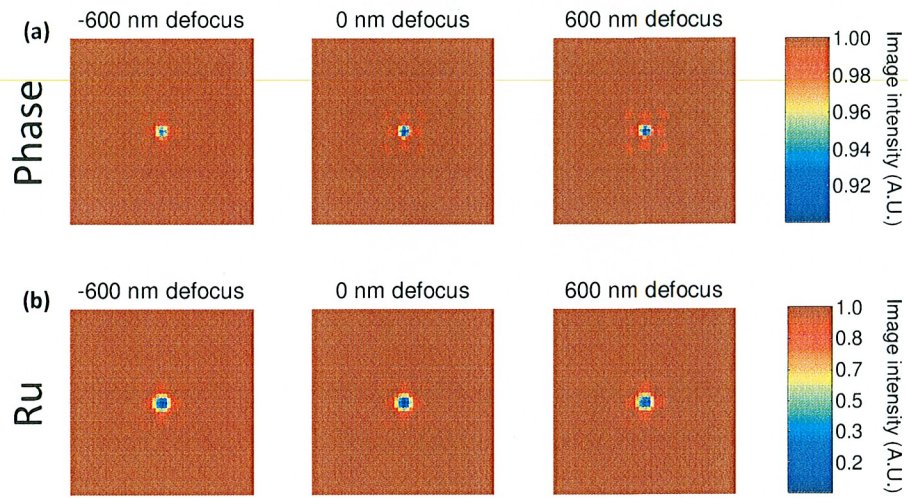 (a)
-600 nm defocus
0 nm defocus
600 nm defocus
Phase
1.00
0.98
0.96
0.94
0.92
Image intensity (A.U.)
(b)
-600 nm defocus
0 nm defocus
600 nm defocus
Ru
1.0
0.8
0.7
0.5
0.3
0.2
Image intensity (A.U.)